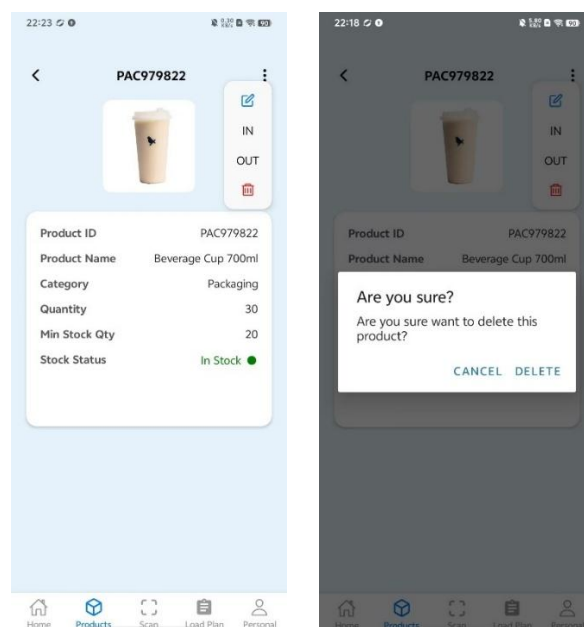 22:23
PAC979822
IN
OUT
Product ID PAC979822
Product Name Beverage Cup 700ml
Category Packaging
Quantity 30
Min Stock Qty 20
Stock Status In Stock
Home Products Scan Load Plan Personal
22:18
PAC979822
IN
OUT
Product ID PAC979822
Product Name Beverage Cup 700ml
Are you sure?
Are you sure want to delete this
product?
CANCEL DELETE
Home Products Scan Load Plan Personal